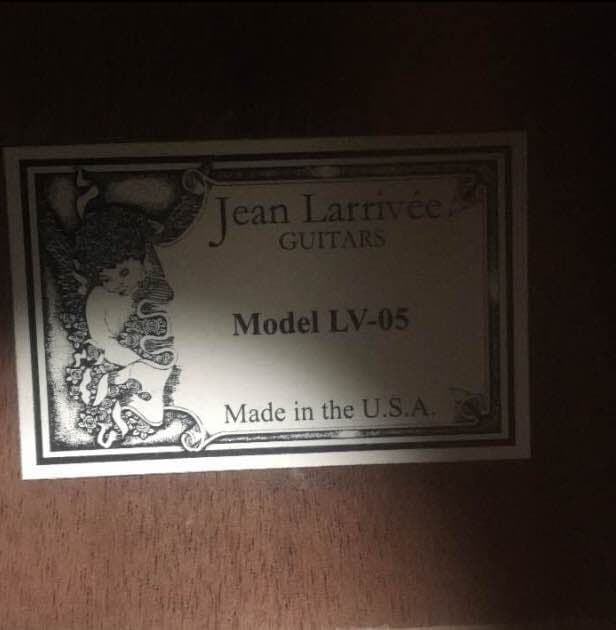 Jean Larrivée
GUITARS
Model LV-05
Made in the U.S.A.